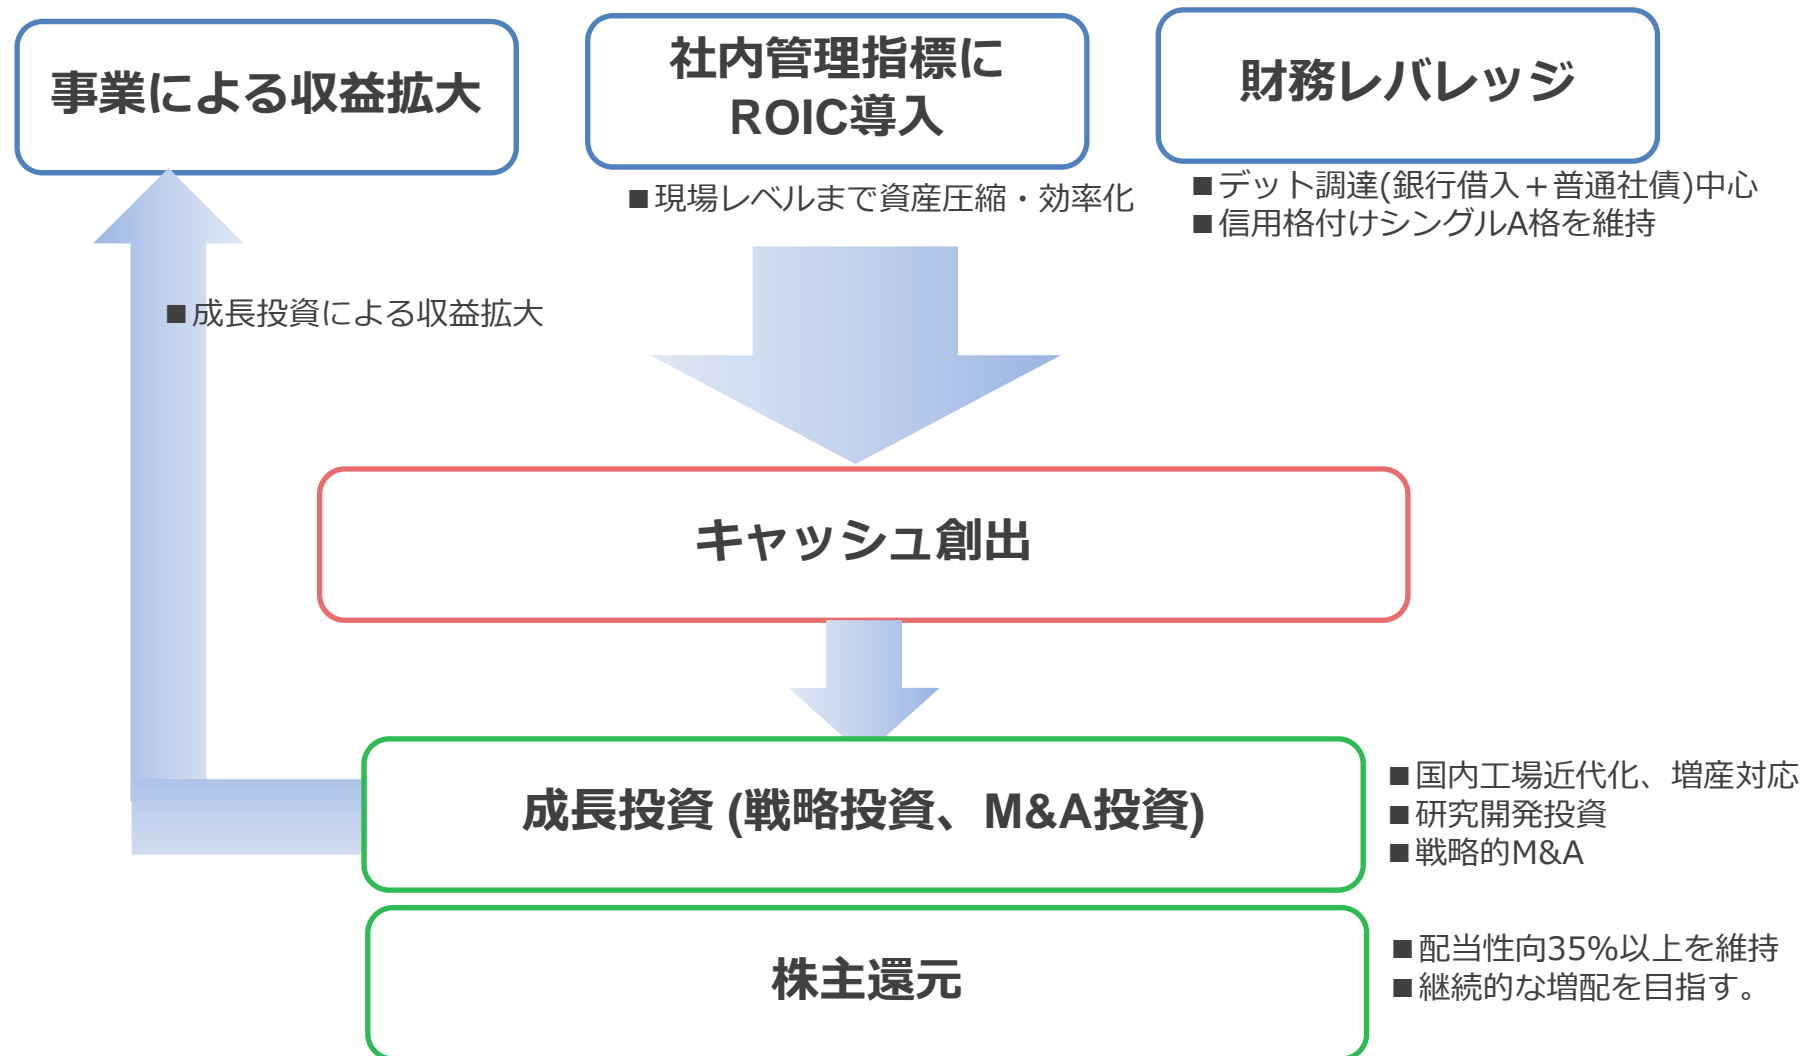 事業による収益拡大
社内管理指標に
ROIC導入
財務レバレッジ
■現場レベルまで資産圧縮・効率化
■デット調達(銀行借入+普通社債)中心
■信用格付けシングルA格を維持
■成長投資による収益拡大
キャッシュ創出
成長投資 (戦略投資、M&A投資)
■国内工場近代化、増産対応
■研究開発投資
■戦略的M&A
株主還元
■配当性向35%以上を維持
■継続的な増配を目指す。